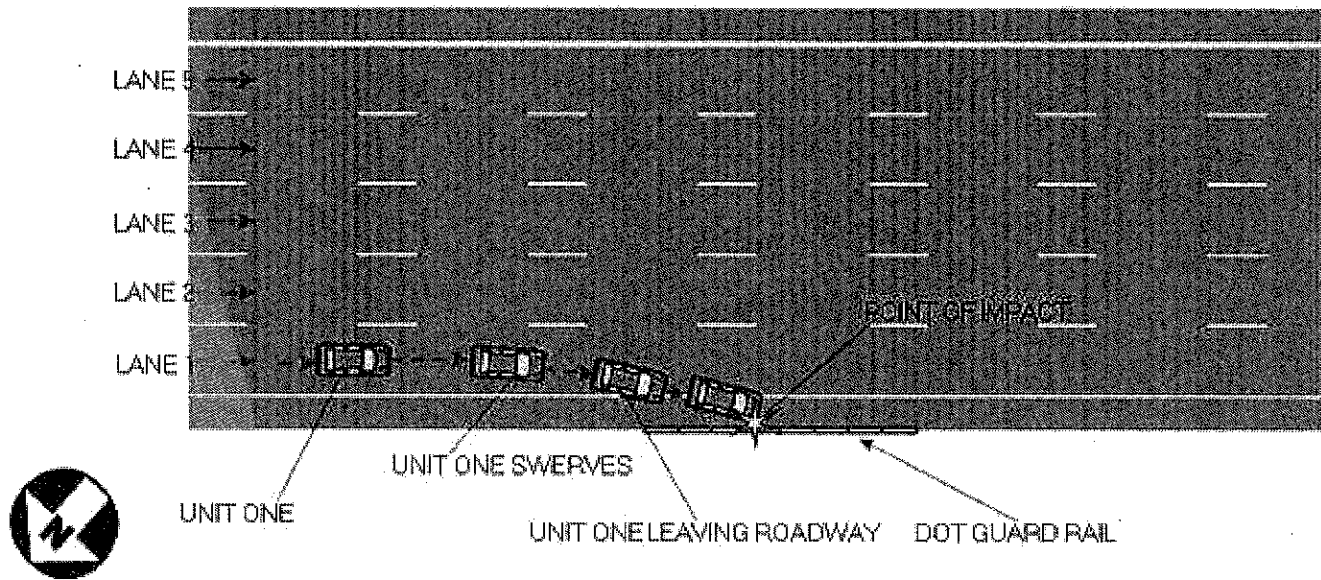 LANE 5
LANE 4
LANE 3
LANE 2
POINT OF IMPACT
LANE 1
UNIT ONE SWERVES
UNIT ONE
UNIT ONE LEAVING ROADWAY
DOT GUARD RAIL
N